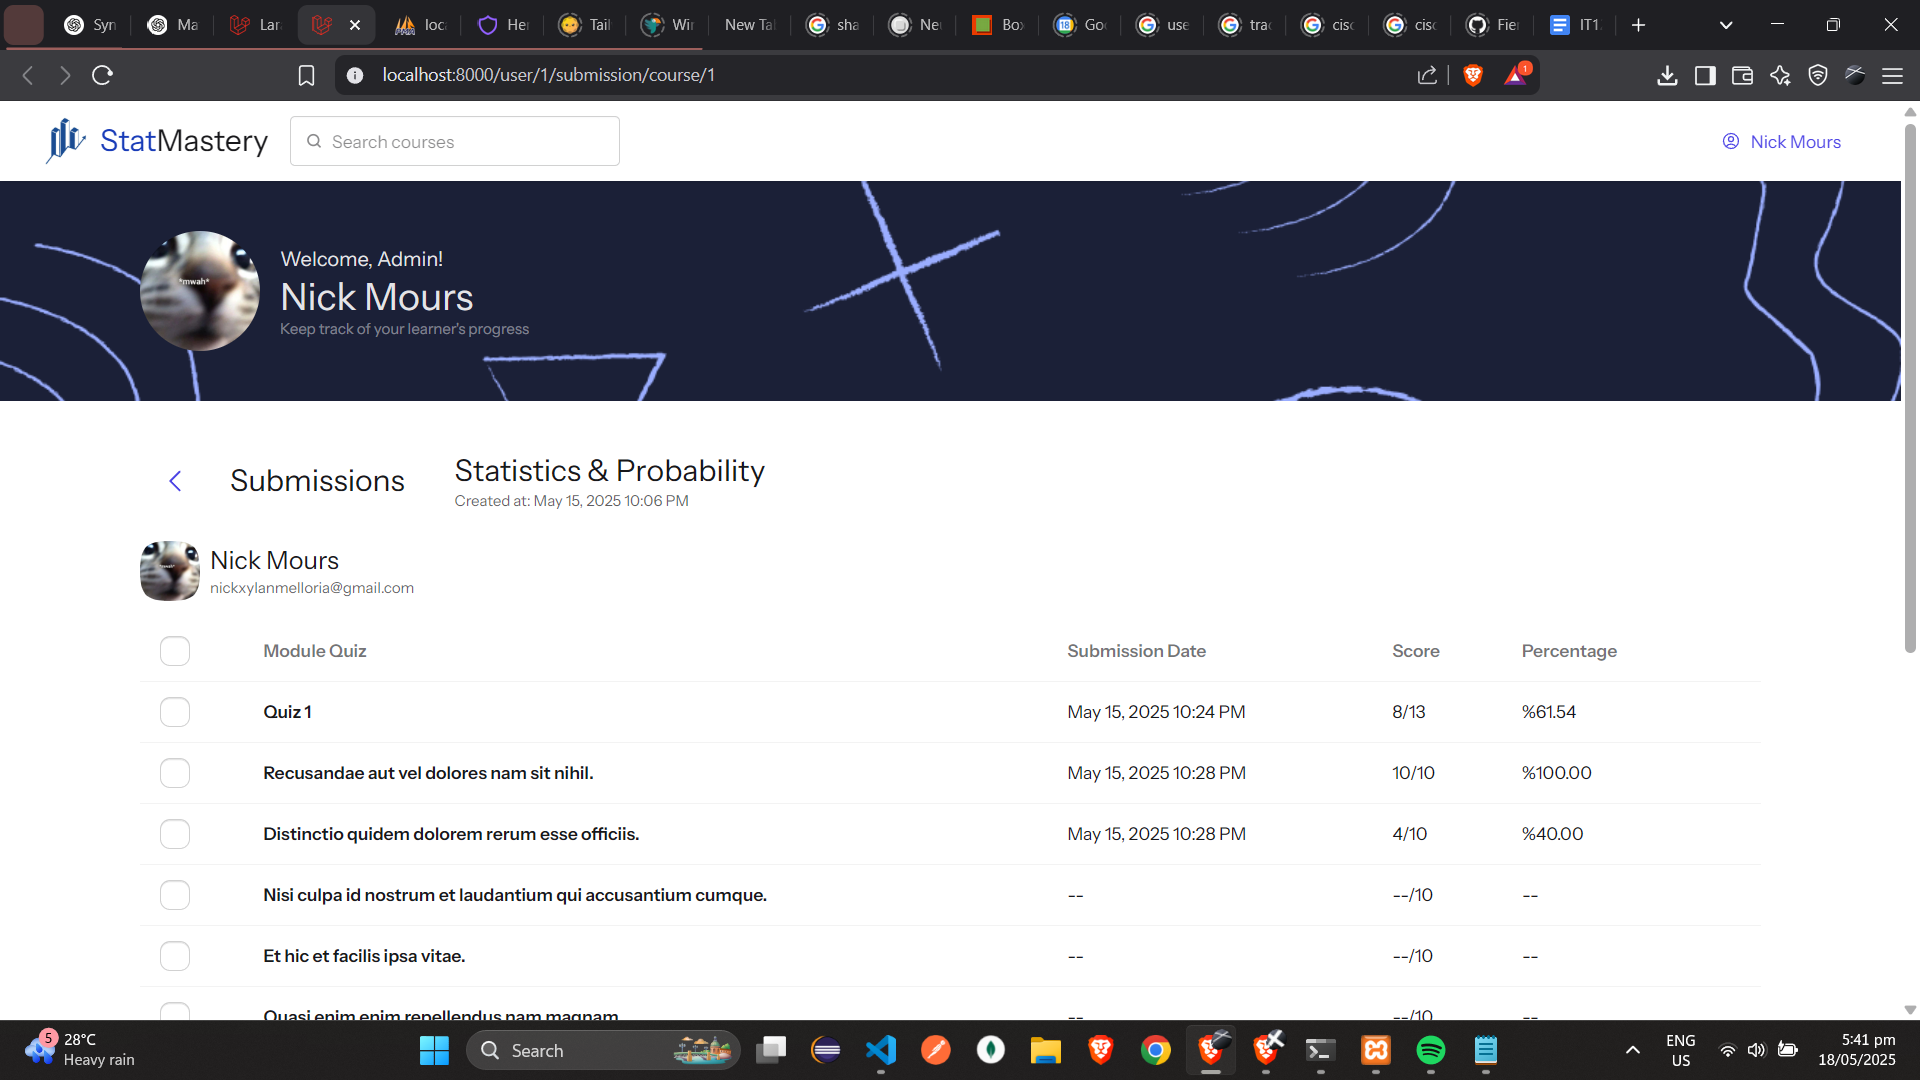 Syn
Ma
Lar
loca
Her
Tail
Wir
New Ta
sha
Neu
Box
Goo
use
trac
cisc
cisc
Fier
IT1
localhost:8000/user/1/submission/course/1
1
StatMastery
Search courses
Nick Mours
*mwah*
Welcome, Admin!
Nick Mours
Keep track of your learner's progress
Submissions
Statistics & Probability
Created at: May 15, 2025 10:06 PM
Nick Mours
nickxylanmelloria@gmail.com
Module Quiz Submission Date Score Percentage
Quiz 1 May 15, 2025 10:24 PM 8/13 %61.54
Recusandae aut vel dolores nam sit nihil. May 15, 2025 10:28 PM 10/10 %100.00
Distinctio quidem dolorem rerum esse officiis. May 15, 2025 10:28 PM 4/10 %40.00
Nisi culpa id nostrum et laudantium qui accusantium cumque. -- --/10 --
Et hic et facilis ipsa vitae. -- --/10 --
Quasi enim enim repellendus nam magnam -- --/10 --
5
28°C
Heavy rain
Search
ENG
US
5:41 pm
18/05/2025